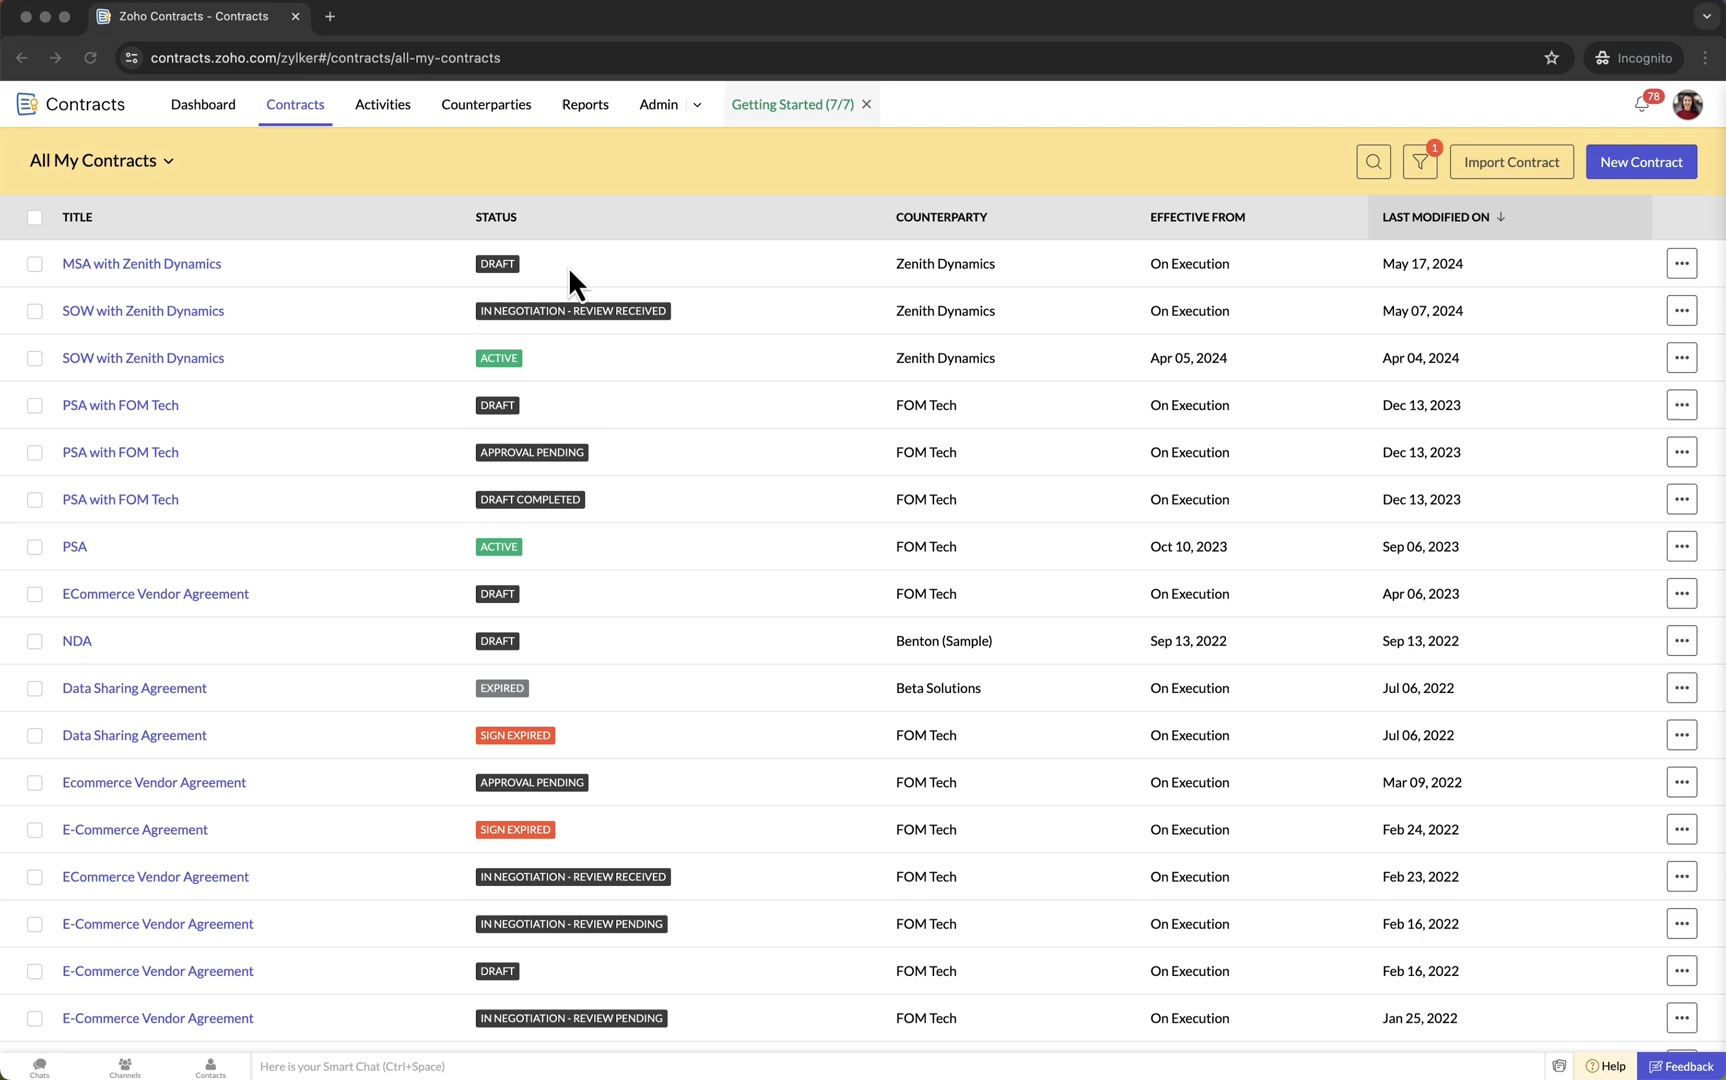 Zoho Contracts - Contracts
contracts.zoho.com/zylker#/contracts/all-my-contracts
Incognito
Contracts Dashboard Contracts Activities Counterparties Reports Admin Getting Started (7/7) 78
All My Contracts 1 Import Contract New Contract
TITLE STATUS COUNTERPARTY EFFECTIVE FROM LAST MODIFIED ON
MSA with Zenith Dynamics DRAFT Zenith Dynamics On Execution May 17, 2024
SOW with Zenith Dynamics IN NEGOTIATION - REVIEW RECEIVED Zenith Dynamics On Execution May 07, 2024
SOW with Zenith Dynamics ACTIVE Zenith Dynamics Apr 05, 2024 Apr 04, 2024
PSA with FOM Tech DRAFT FOM Tech On Execution Dec 13, 2023
PSA with FOM Tech APPROVAL PENDING FOM Tech On Execution Dec 13, 2023
PSA with FOM Tech DRAFT COMPLETED FOM Tech On Execution Dec 13, 2023
PSA ACTIVE FOM Tech Oct 10, 2023 Sep 06, 2023
ECommerce Vendor Agreement DRAFT FOM Tech On Execution Apr 06, 2023
NDA DRAFT Benton (Sample) Sep 13, 2022 Sep 13, 2022
Data Sharing Agreement EXPIRED Beta Solutions On Execution Jul 06, 2022
Data Sharing Agreement SIGN EXPIRED FOM Tech On Execution Jul 06, 2022
Ecommerce Vendor Agreement APPROVAL PENDING FOM Tech On Execution Mar 09, 2022
E-Commerce Agreement SIGN EXPIRED FOM Tech On Execution Feb 24, 2022
ECommerce Vendor Agreement IN NEGOTIATION - REVIEW RECEIVED FOM Tech On Execution Feb 23, 2022
E-Commerce Vendor Agreement IN NEGOTIATION - REVIEW PENDING FOM Tech On Execution Feb 16, 2022
E-Commerce Vendor Agreement DRAFT FOM Tech On Execution Feb 16, 2022
E-Commerce Vendor Agreement IN NEGOTIATION - REVIEW PENDING FOM Tech On Execution Jan 25, 2022
Chats Channels Contacts Here is your Smart Chat (Ctrl+Space) Help Feedback